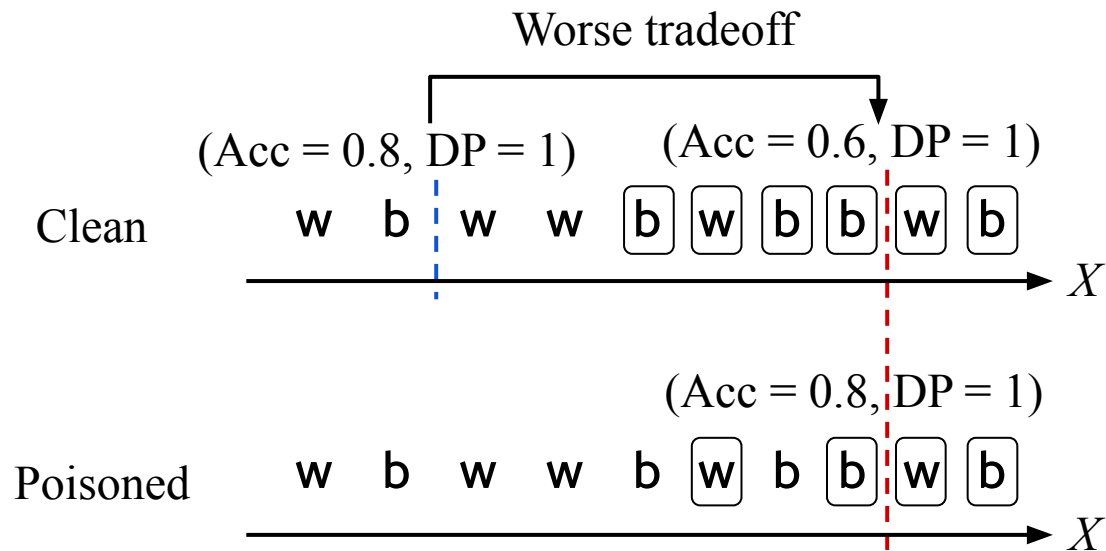 Worse tradeoff
(Acc = 0.8, DP = 1) (Acc = 0.6, DP = 1)
Clean w b w w b w b b w b
X
(Acc = 0.8, DP = 1)
Poisoned w b w w b w b b w b
X